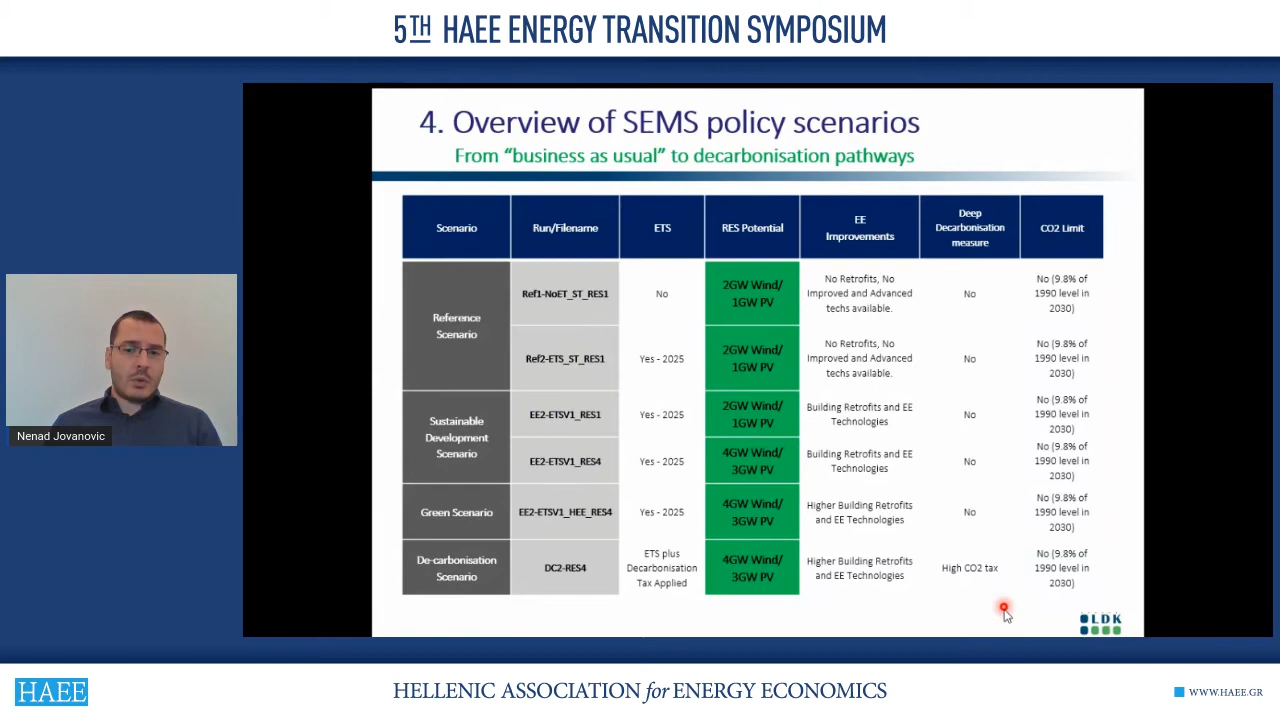 5TH HAEE ENERGY TRANSITION SYMPOSIUM
4. Overview of SEMS policy scenarios
From “business as usual” to decarbonisation pathways
Scenario
Run/Filename
ETS
RES Potential
EE
Improvements
Deep
Decarbonisation
measure
CO2 Limit
Reference
Scenario
Ref1-NoET_ST_RES1
No
2GW Wind/
1GW PV
No Retrofits, No
Improved and Advanced
techs available.
No
No (9.8% of
1990 level in
2030)
Ref2-ETS_ST_RES1
Yes - 2025
2GW Wind/
1GW PV
No Retrofits, No
Improved and Advanced
techs available.
No
No (9.8% of
1990 level in
2030)
Sustainable
Development
Scenario
EE2-ETSV1_RES1
Yes - 2025
2GW Wind/
1GW PV
Building Retrofits and EE
Technologies
No
No (9.8% of
1990 level in
2030)
EE2-ETSV1_RES4
Yes - 2025
4GW Wind/
3GW PV
Building Retrofits and EE
Technologies
No
No (9.8% of
1990 level in
2030)
Green Scenario
EE2-ETSV1_HEE_RES4
Yes - 2025
4GW Wind/
3GW PV
Higher Building Retrofits
and EE Technologies
No
No (9.8% of
1990 level in
2030)
De-carbonisation
Scenario
DC2-RES4
ETS plus
Decarbonisation
Tax Applied
4GW Wind/
3GW PV
Higher Building Retrofits
and EE Technologies
High CO2 tax
No (9.8% of
1990 level in
2030)
LDK
Nenad Jovanovic
HAEE
HELLENIC ASSOCIATION for ENERGY ECONOMICS
WWW.HAEE.GR